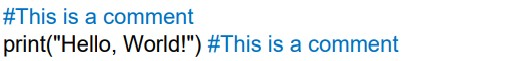 #This is a comment
print("Hello, World!") #This is a comment